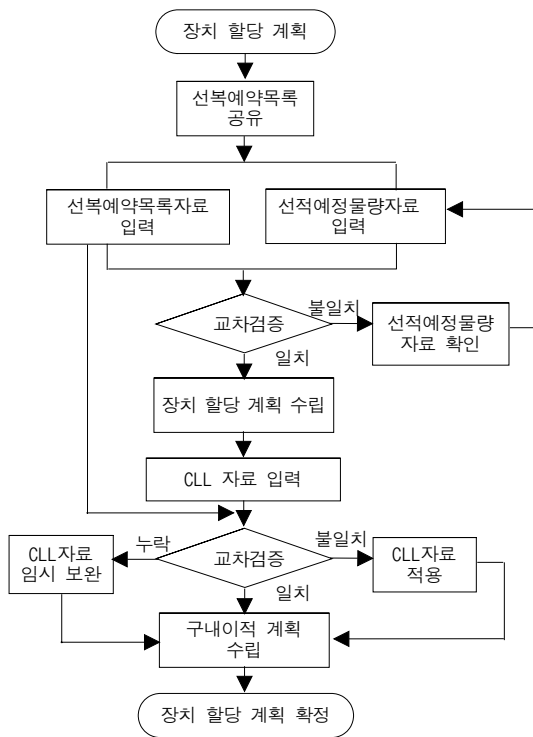 장치 할당 계획
선복예약목록
공유
선복예약목록자료
입력
선적예정물량자료
입력
교차검증
불일치
일치
선적예정물량
자료 확인
장치 할당 계획 수립
CLL 자료 입력
누락
교차검증
불일치
일치
CLL자료
임시 보완
CLL자료
적용
구내이적 계획
수립
장치 할당 계획 확정